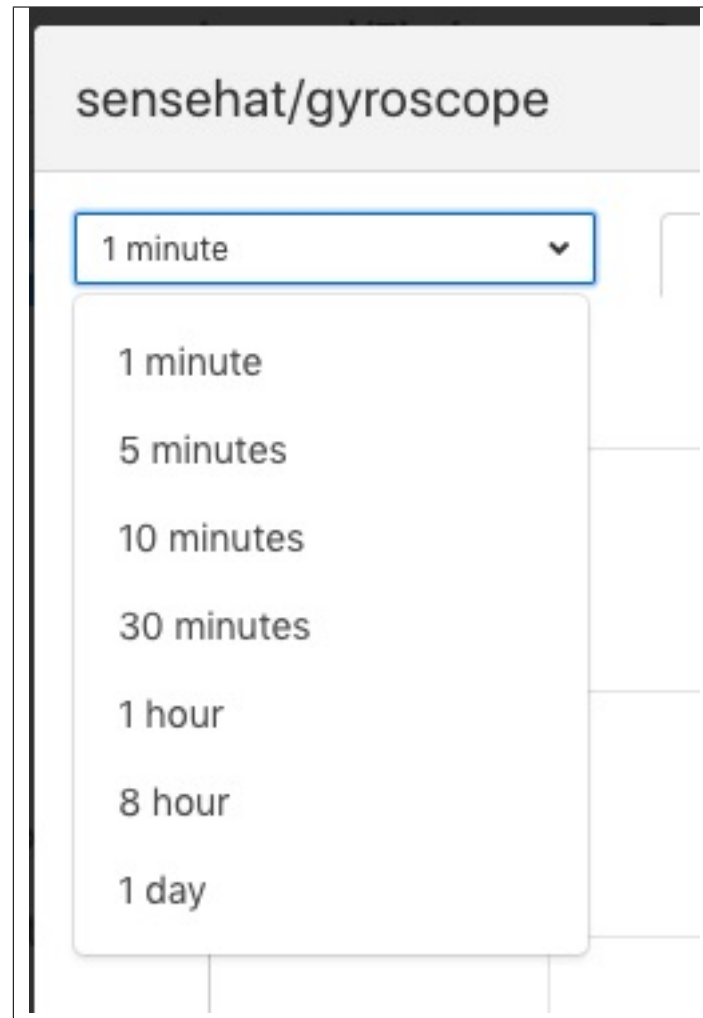 sensehat/gyroscope
1 minute
1 minute
5 minutes
10 minutes
30 minutes
1 hour
8 hour
1 day